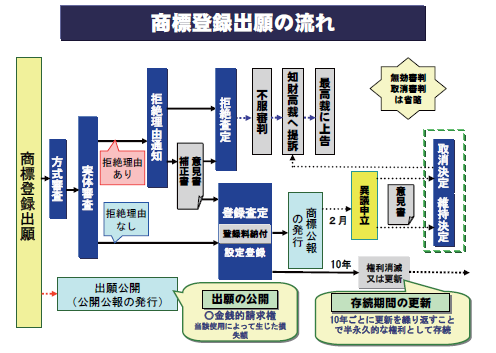 商標登録出願の流れ
商標登録出願
方式審査
実体審査
拒絶理由
あり
拒絶理由
なし
拒絶理由通知
意見書
補正書
拒絶査定
不服審判
知財高裁へ提訴
最高裁に上告
無効審判
取消審判
は省略
登録査定
登録料納付
設定登録
商標公報
の発行
2月
異議申立
意見書
取消決定
維持決定
10年
権利消滅
又は更新
出願公開
(公開公報の発行)
出願の公開
〇金銭的請求権
当験使用によって生じた損
失額
存続期間の更新
10年ごとに更新を繰り返すこと
で半永久的な権利として存続